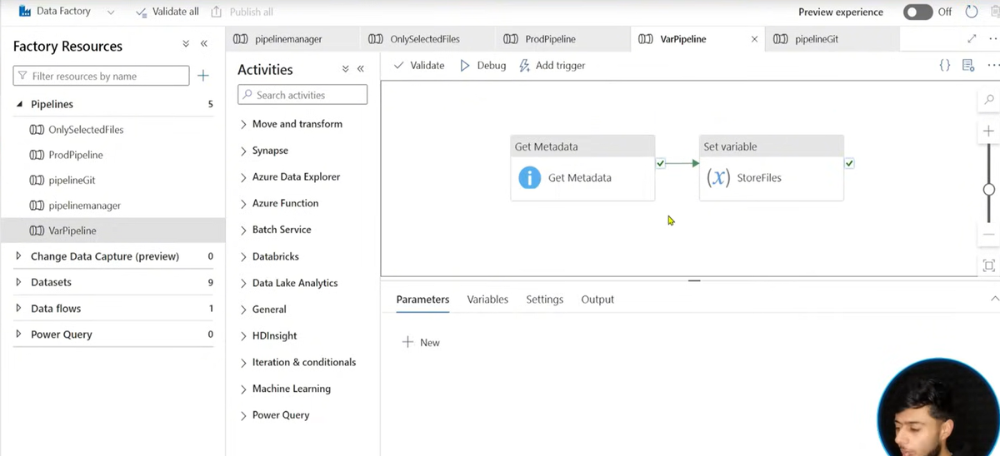 Data Factory
Validate all
Publish all
Preview experience
Off
Factory Resources
Filter resources by name
Pipelines 5
OnlySelectedFiles
ProdPipeline
pipelineGit
pipelinemanager
VarPipeline
Change Data Capture (preview) 0
Datasets 9
Data flows 1
Power Query 0
pipelinemanager
OnlySelectedFiles
ProdPipeline
VarPipeline
pipelineGit
Activities
Search activities
Move and transform
Synapse
Azure Data Explorer
Azure Function
Batch Service
Databricks
Data Lake Analytics
General
HDInsight
Iteration & conditionals
Machine Learning
Power Query
Validate
Debug
Add trigger
Get Metadata
Get Metadata
Set variable
(x) StoreFiles
Parameters
Variables
Settings
Output
New